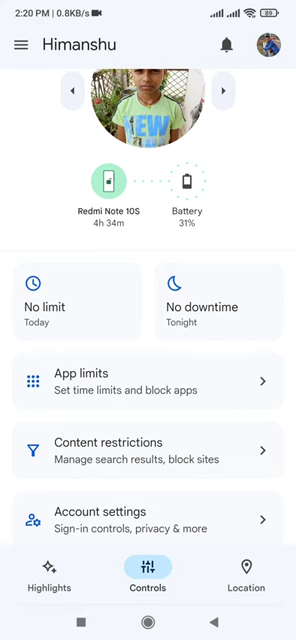 2:20 PM | 0.8KB/s
89
Himanshu
NEW
Redmi Note 10S
4h 34m
Battery
31%
No limit
Today
No downtime
Tonight
App limits
Set time limits and block apps
Content restrictions
Manage search results, block sites
Account settings
Sign-in controls, privacy & more
Highlights
Controls
Location